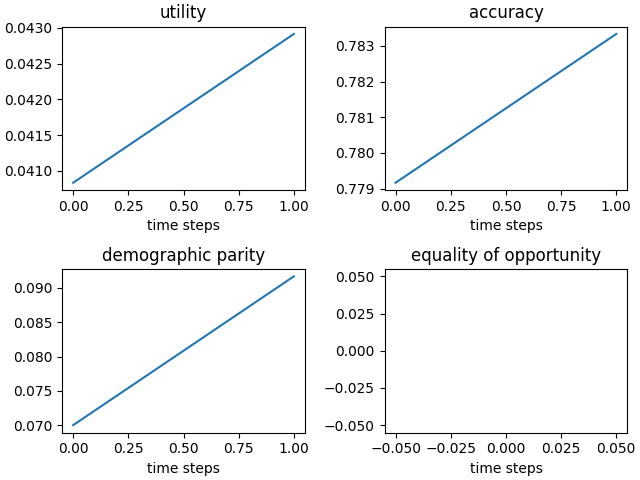 utility
0.0430
0.0425
0.0420
0.0415
0.0410
0.00 0.25 0.50 0.75 1.00
time steps
accuracy
0.783
0.782
0.781
0.780
0.779
0.00 0.25 0.50 0.75 1.00
time steps
demographic parity
0.090
0.085
0.080
0.075
0.070
0.00 0.25 0.50 0.75 1.00
time steps
equality of opportunity
0.050
0.025
0.000
−0.025
−0.050
−0.050 −0.025 0.000 0.025 0.050
time steps